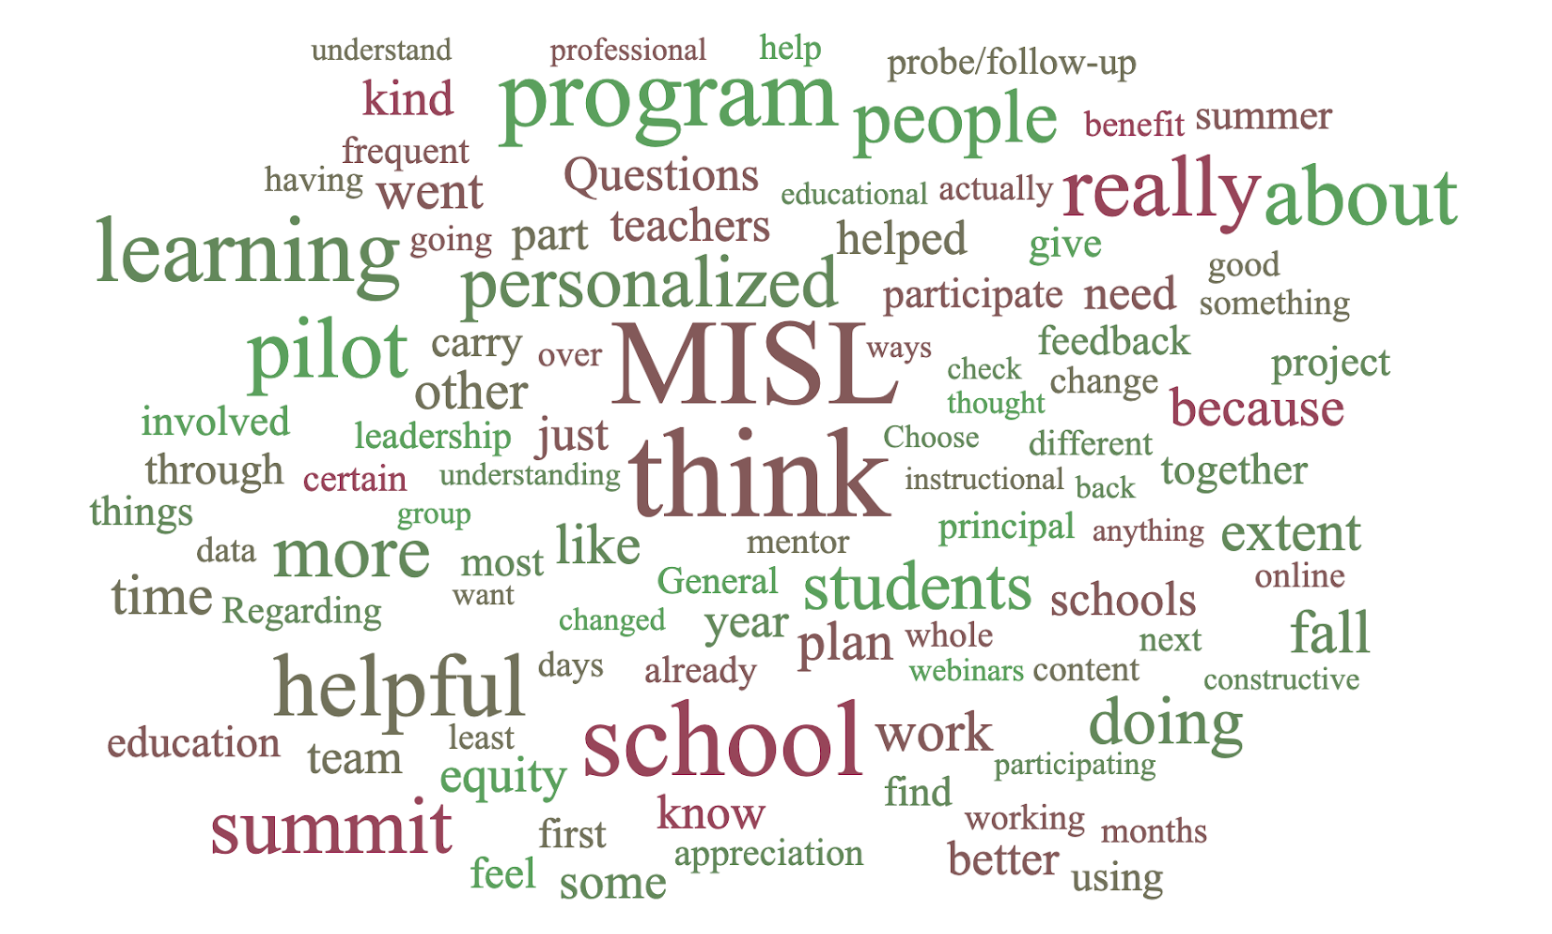 understand professional help probe/follow-up
kind program people benefit summer
frequent Questions
having went educational actually really about
learning going part teachers helped give
personalized participate need good something
pilot carry over MISL ways feedback project
other check change
involved thought because
leadership just Choose different
through certain understanding think instructional back together
things group
data more most like mentor principal anything extent
time Regarding want General students schools online
changed year plan whole next fall
helpful days already webinars content constructive
education team least school work doing
equity participating
summit first know find working months
feel some appreciation better using